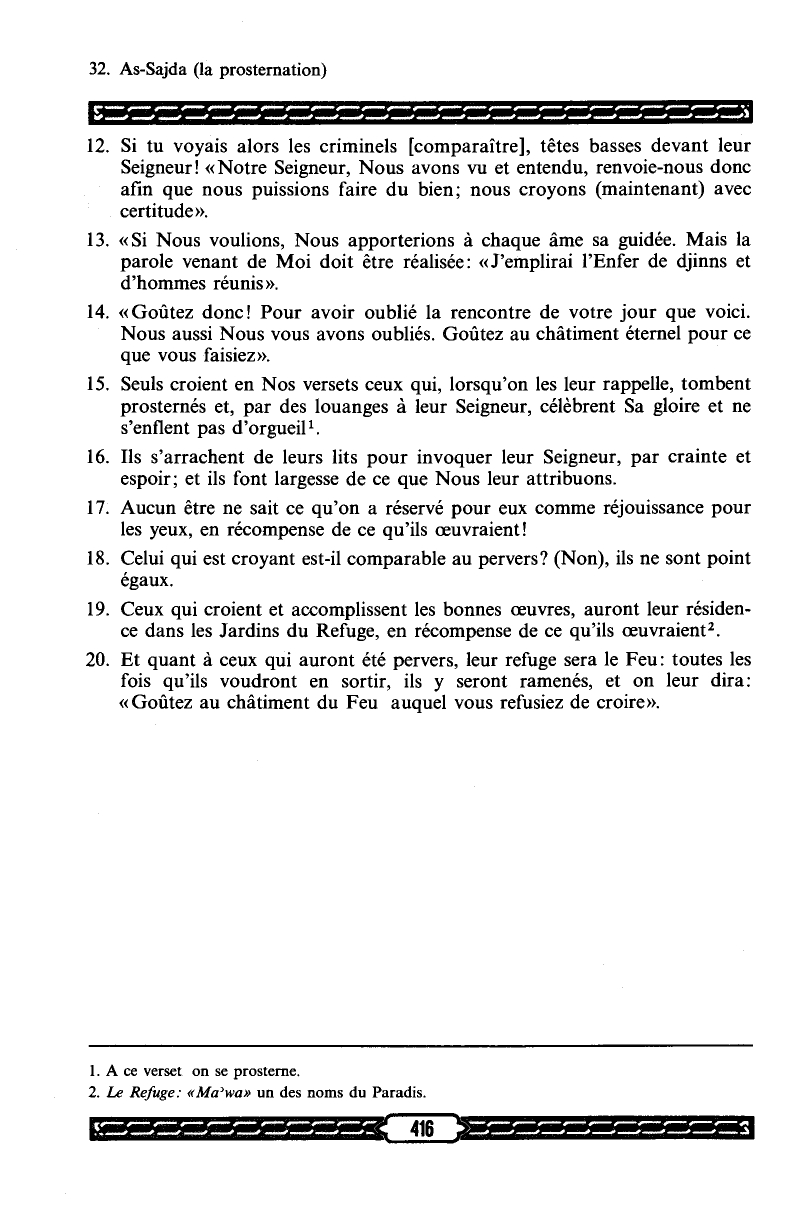 32. As-Sajda (la prosternation)
12. Si tu voyais alors les criminels [comparaître], têtes basses devant leur
Seigneur! «Notre Seigneur, Nous avons vu et entendu, renvoie-nous donc
afin que nous puissions faire du bien; nous croyons (maintenant) avec
certitude».
13. «Si Nous voulions, Nous apporterions à chaque âme sa guidée. Mais la
parole venant de Moi doit être réalisée: «J'emplirai l'Enfer de djinns et
d'hommes réunis».
14. «Goûtez donc! Pour avoir oublié la rencontre de votre jour que voici.
Nous aussi Nous vous avons oubliés. Goûtez au châtiment éternel pour ce
que vous faisiez».
15. Seuls croient en Nos versets ceux qui, lorsqu'on les leur rappelle, tombent
prosternés et, par des louanges à leur Seigneur, célèbrent Sa gloire et ne
s'enflent pas d'orgueil¹.
16. Ils s'arrachent de leurs lits pour invoquer leur Seigneur, par crainte et
espoir; et ils font largesse de ce que Nous leur attribuons.
17. Aucun être ne sait ce qu'on a réservé pour eux comme réjouissance pour
les yeux, en récompense de ce qu'ils œuvraient!
18. Celui qui est croyant est-il comparable au pervers? (Non), ils ne sont point
égaux.
19. Ceux qui croient et accomplissent les bonnes œuvres, auront leur résiden-
ce dans les Jardins du Refuge, en récompense de ce qu'ils œuvraient².
20. Et quant à ceux qui auront été pervers, leur refuge sera le Feu: toutes les
fois qu'ils voudront en sortir, ils y seront ramenés, et on leur dira:
«Goûtez au châtiment du Feu auquel vous refusiez de croire».
1. A ce verset on se prosterne.
2. Le Refuge: «Ma’wa» un des noms du Paradis.
416